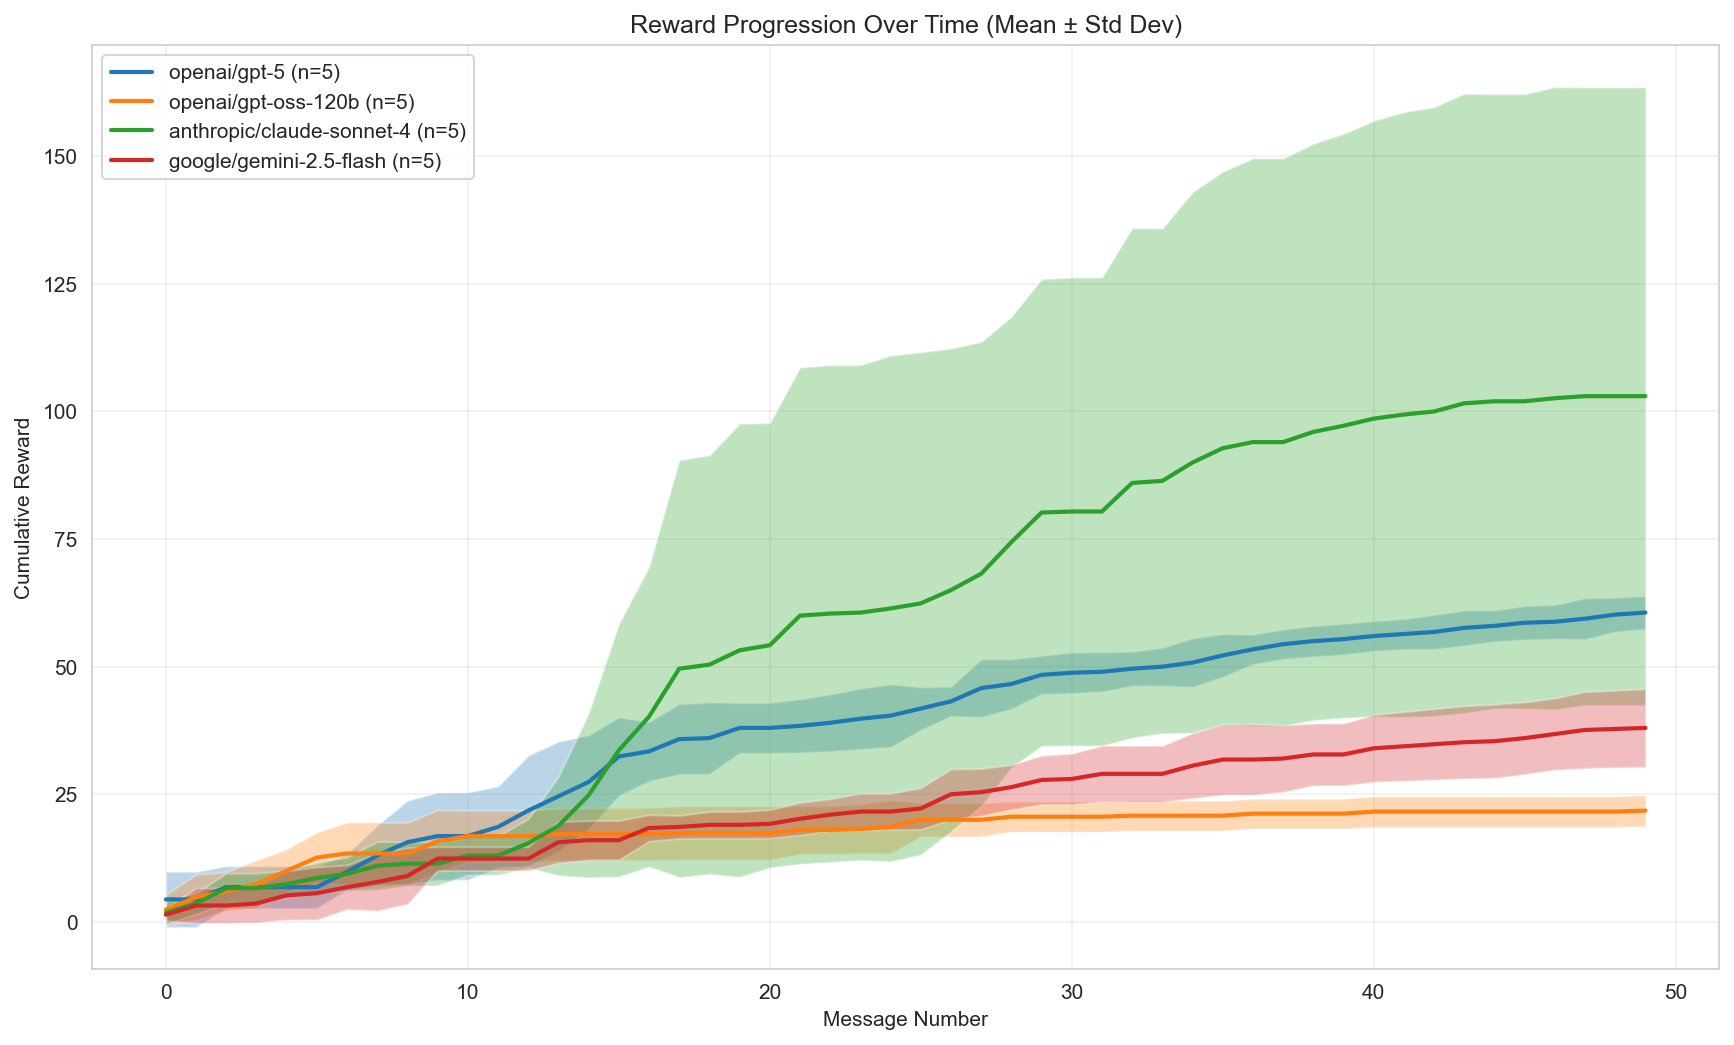 Reward Progression Over Time (Mean ± Std Dev)
openai/gpt-5 (n=5)
openai/gpt-oss-120b (n=5)
anthropic/claude-sonnet-4 (n=5)
google/gemini-2.5-flash (n=5)
Cumulative Reward
150
125
100
75
50
25
0
0 10 20 30 40 50
Message Number